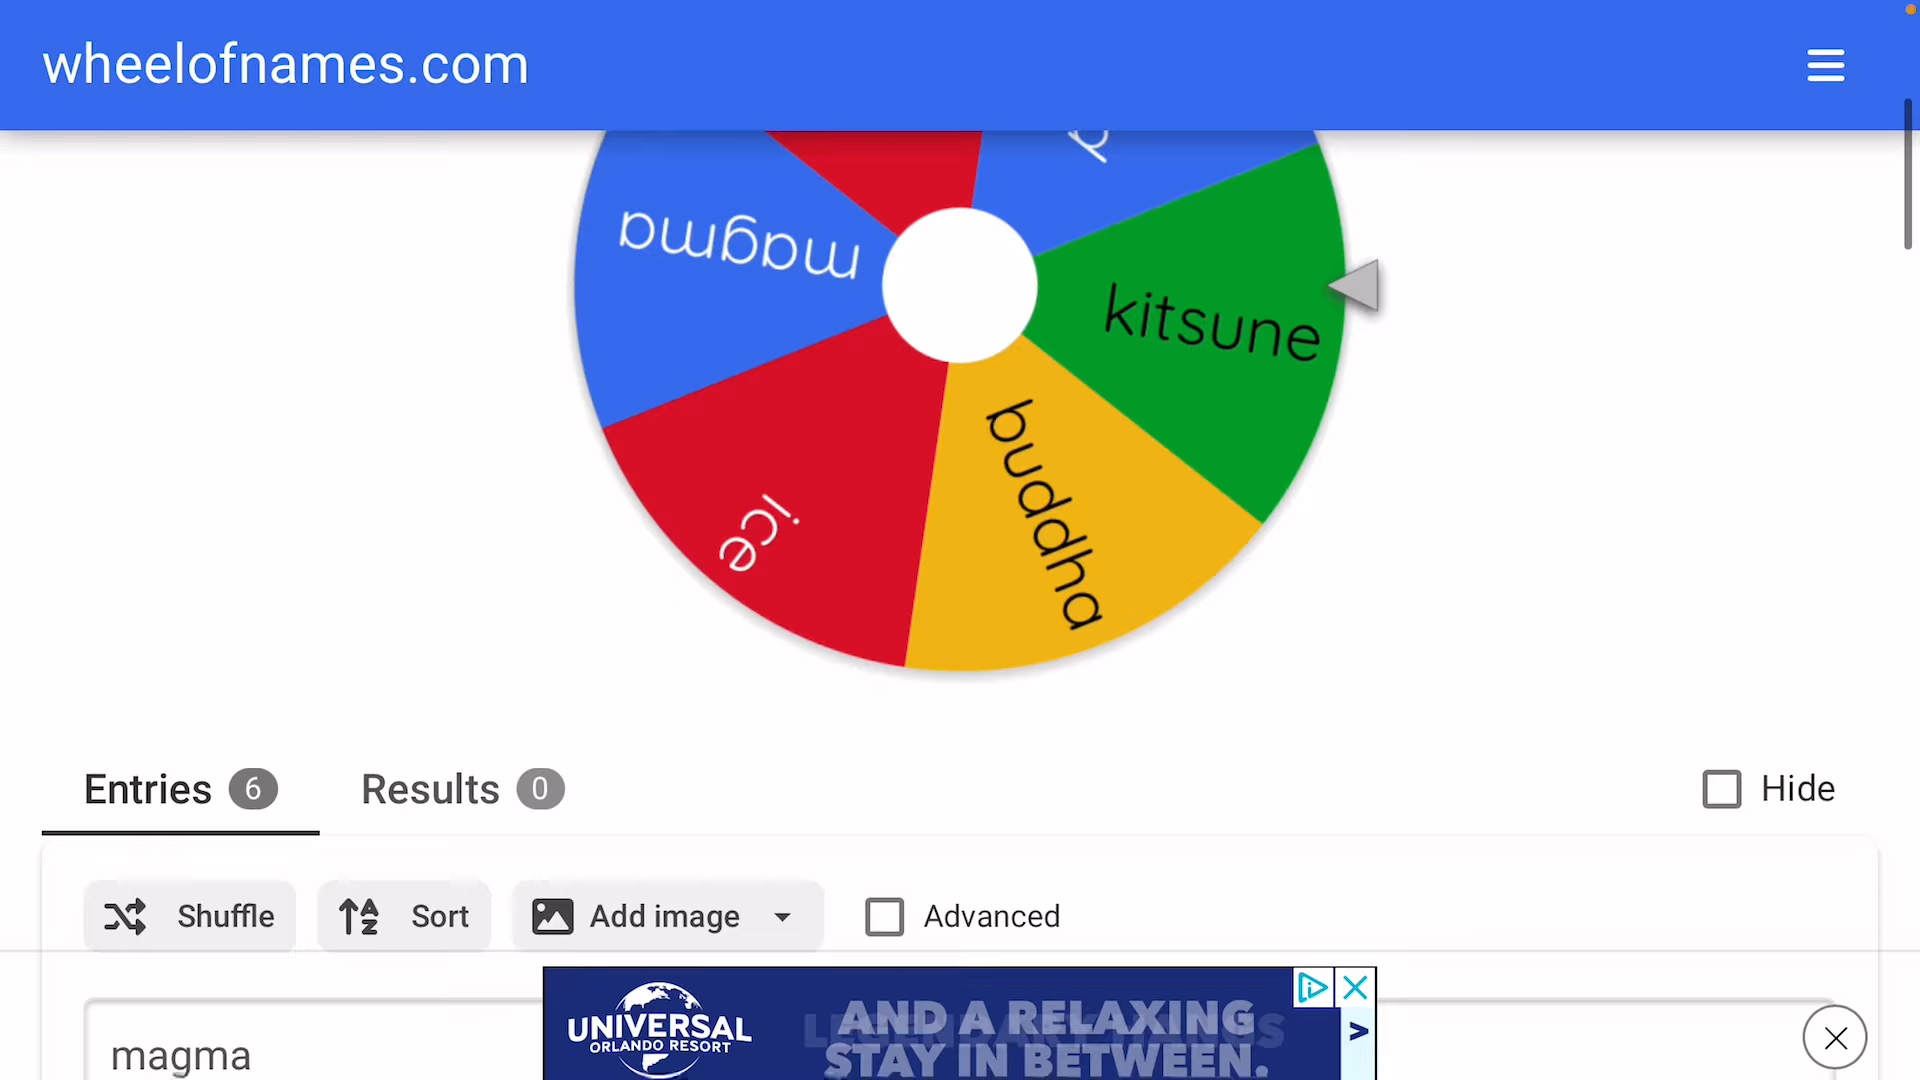 wheelofnames.com
magma
kitsune
buddha
ice
Entries 6
Results 0
Hide
Shuffle
Sort
Add image
Advanced
magma
UNIVERSAL
ORLANDO RESORT
AND A RELAXING
STAY IN BETWEEN.